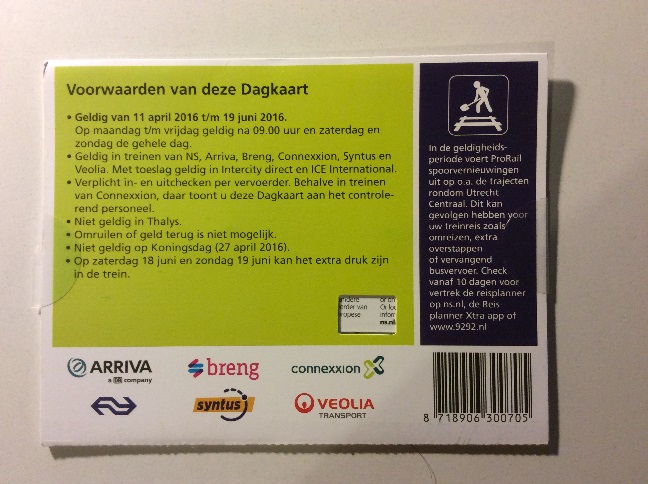 Voorwaarden van deze Dagkaart
• Geldig van 11 april 2016 t/m 19 juni 2016.
Op maandag t/m vrijdag geldig na 09.00 uur en zaterdag en
zondag de gehele dag.
• Geldig in treinen van NS, Arriva, Breng, Connexxion, Syntus en
Veolia. Met toeslag geldig in Intercity direct en ICE International.
• Verplicht in- en uitchecken per vervoerder. Behalve in treinen
van Connexxion, daar toont u deze Dagkaart aan het controle-
rend personeel.
• Niet geldig in Thalys.
• Omruilen of geld terug is niet mogelijk.
• Niet geldig op Koningsdag (27 april 2016).
• Op zaterdag 18 juni en zondag 19 juni kan het extra druk zijn
in de trein.
ns.nl
In de geldigheids-
periode voert ProRail
spoorvernieuwingen
uit op o.a. de trajecten
rondom Utrecht
Centraal. Dit kan
gevolgen hebben voor
uw treinreis zoals
omreizen, extra
overstappen
of vervangend
busvervoer. Check
vanaf 10 dagen voor
vertrek de reisplanner
op ns.nl, de Reis
planner Xtra app of
www.9292.nl
ARRIVA
a DB company
breng
connexxion
syntus
VEOLIA
TRANSPORT
8 718906 300705